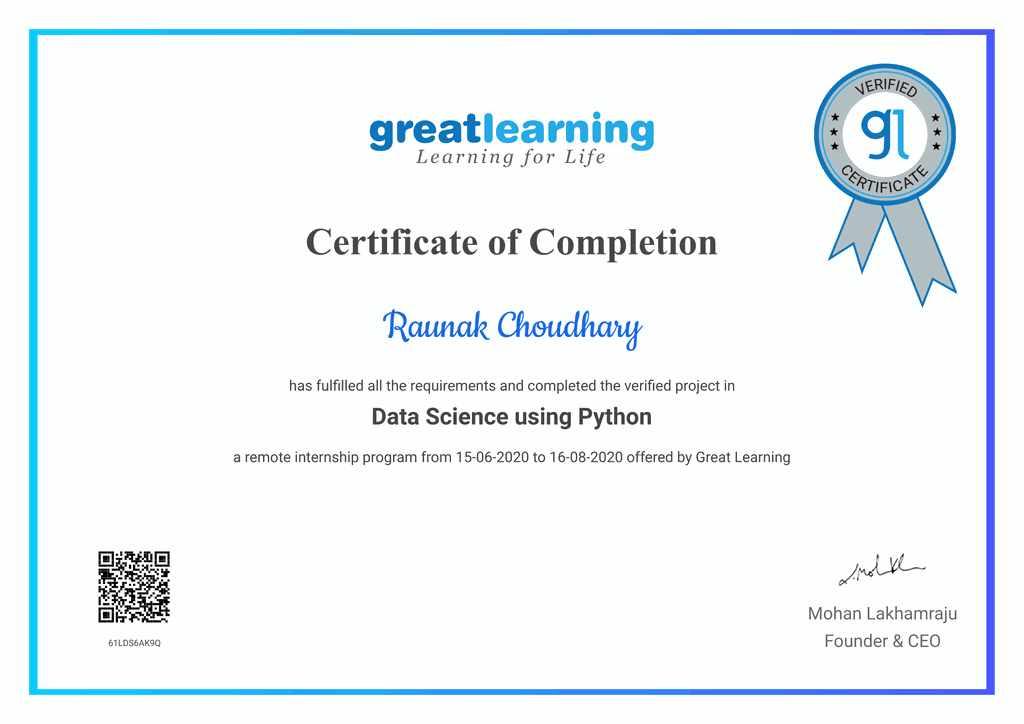 greatlearning
Learning for Life
VERIFIED
gl
CERTIFICATE
Certificate of Completion
Raunak Choudhary
has fulfilled all the requirements and completed the verified project in
Data Science using Python
a remote internship program from 15-06-2020 to 16-08-2020 offered by Great Learning
61LDS6AK9Q
Mohan Lakhamraju
Founder & CEO